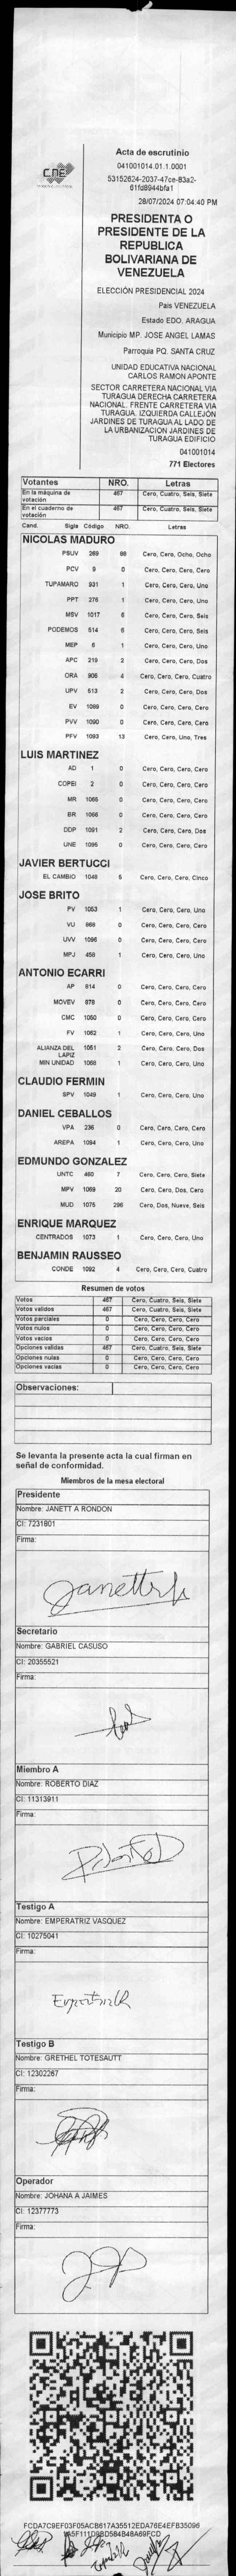 CNE
Acta de escrutinio
041001014.01.1.0001
53152624-2037-47ce-83a2-
61fd8944bfa1
28/07/2024 07:04:40 PM
PRESIDENTA O
PRESIDENTE DE LA
REPUBLICA
BOLIVARIANA DE
VENEZUELA
ELECCIÓN PRESIDENCIAL 2024
País VENEZUELA
Estado EDO. ARAGUA
Municipio MP. JOSE ANGEL LAMAS
Parroquia PQ. SANTA CRUZ
UNIDAD EDUCATIVA NACIONAL
CARLOS RAMON APONTE
SECTOR CARRETERA NACIONAL VIA
TURAGUA DERECHA CARRETERA
NACIONAL. FRENTE CARRETERA VIA
TURAGUA. IZQUIERDA CALLEJON
JARDINES DE TURAGUA AL LADO DE
LA URBANIZACION JARDINES DE
TURAGUA EDIFICIO
041001014
771 Electores
Votantes NRO. Letras
En la máquina de votación 467 Cero, Cuatro, Seis, Siete
En el cuaderno de votación 467 Cero, Cuatro, Seis, Siete
Cand. Sigla Código NRO. Letras
NICOLAS MADURO
PSUV 269 88 Cero, Cero, Ocho, Ocho
PCV 9 0 Cero, Cero, Cero, Cero
TUPAMARO 931 1 Cero, Cero, Cero, Uno
PPT 276 1 Cero, Cero, Cero, Uno
MSV 1017 6 Cero, Cero, Cero, Seis
PODEMOS 514 6 Cero, Cero, Cero, Seis
MEP 6 1 Cero, Cero, Cero, Uno
APC 219 2 Cero, Cero, Cero, Dos
ORA 906 4 Cero, Cero, Cero, Cuatro
UPV 513 2 Cero, Cero, Cero, Dos
EV 1089 0 Cero, Cero, Cero, Cero
PVV 1090 0 Cero, Cero, Cero, Cero
PFV 1093 13 Cero, Cero, Uno, Tres
LUIS MARTINEZ
AD 1 0 Cero, Cero, Cero, Cero
COPEI 2 0 Cero, Cero, Cero, Cero
MR 1065 0 Cero, Cero, Cero, Cero
BR 1066 0 Cero, Cero, Cero, Cero
DDP 1091 2 Cero, Cero, Cero, Dos
UNE 1095 0 Cero, Cero, Cero, Cero
JAVIER BERTUCCI
EL CAMBIO 1048 5 Cero, Cero, Cero, Cinco
JOSE BRITO
PV 1053 1 Cero, Cero, Cero, Uno
VU 968 0 Cero, Cero, Cero, Cero
UVV 1096 0 Cero, Cero, Cero, Cero
MPJ 458 1 Cero, Cero, Cero, Uno
ANTONIO ECARRI
AP 614 0 Cero, Cero, Cero, Cero
MOVEV 878 0 Cero, Cero, Cero, Cero
CMC 1050 0 Cero, Cero, Cero, Cero
FV 1062 1 Cero, Cero, Cero, Uno
ALIANZA DEL LAPIZ 1051 2 Cero, Cero, Cero, Dos
MIN UNIDAD 1068 1 Cero, Cero, Cero, Uno
CLAUDIO FERMIN
SPV 1049 1 Cero, Cero, Cero, Uno
DANIEL CEBALLOS
VPA 236 0 Cero, Cero, Cero, Cero
AREPA 1094 1 Cero, Cero, Cero, Uno
EDMUNDO GONZALEZ
UNTC 460 7 Cero, Cero, Cero, Siete
MPV 1069 20 Cero, Cero, Dos, Cero
MUD 1075 296 Cero, Dos, Nueve, Seis
ENRIQUE MARQUEZ
CENTRADOS 1073 1 Cero, Cero, Cero, Uno
BENJAMIN RAUSSEO
CONDE 1092 4 Cero, Cero, Cero, Cuatro
Resumen de votos
Votos 467 Cero, Cuatro, Seis, Siete
Votos validos 467 Cero, Cuatro, Seis, Siete
Votos parciales 0 Cero, Cero, Cero, Cero
Votos nulos 0 Cero, Cero, Cero, Cero
Votos vacios 0 Cero, Cero, Cero, Cero
Opciones validas 467 Cero, Cuatro, Seis, Siete
Opciones nulas 0 Cero, Cero, Cero, Cero
Opciones vacias 0 Cero, Cero, Cero, Cero
Observaciones:
Se levanta la presente acta la cual firman en
señal de conformidad.
Miembros de la mesa electoral
Presidente
Nombre: JANETT A RONDON
CI: 7231801
Firma:
Secretario
Nombre: GABRIEL CASUSO
CI: 20355521
Firma:
Miembro A
Nombre: ROBERTO DIAZ
CI: 11313911
Firma:
Testigo A
Nombre: EMPERATRIZ VASQUEZ
CI: 10275041
Firma:
Testigo B
Nombre: GRETHEL TOTESAUTT
CI: 12302267
Firma:
Operador
Nombre: JOHANA A JAIMES
CI: 12377773
Firma:
FCDA7C9EF03F05ACB617A35512EDA76E4EFB35096